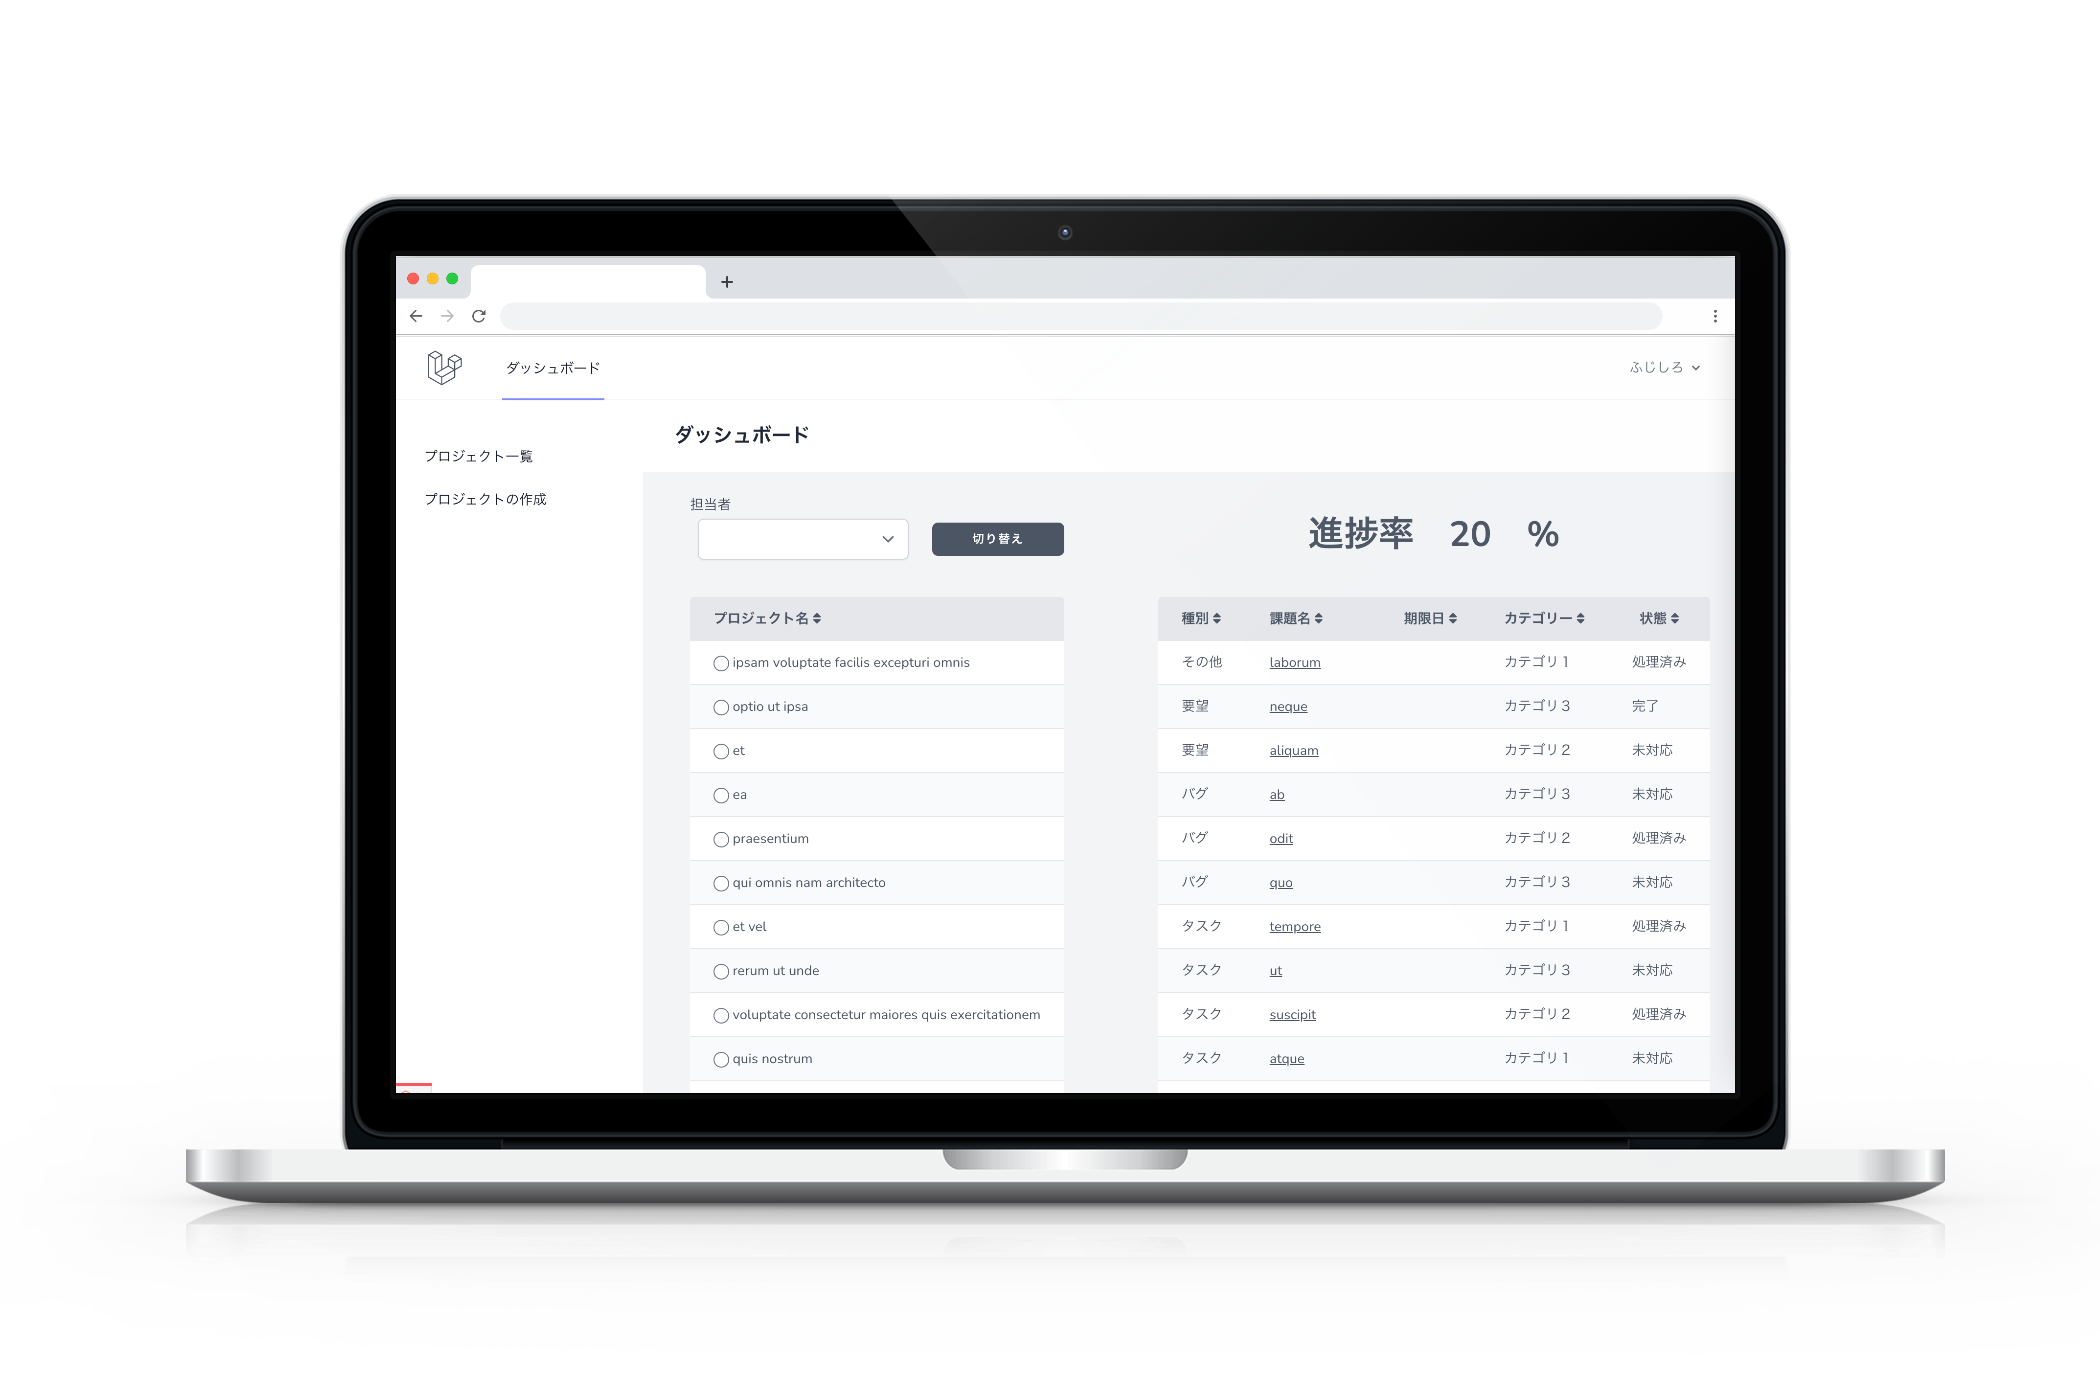 ダッシュボード
ふじしろ
プロジェクト一覧
プロジェクトの作成
ダッシュボード
担当者
切り替え
進捗率 20 %
プロジェクト名
ipsam voluptate facilis excepturi omnis
optio ut ipsa
et
ea
praesentium
qui omnis nam architecto
et vel
rerum ut unde
voluptate consectetur maiores quis exercitationem
quis nostrum
種別 課題名 期限日 カテゴリー 状態
その他 laborum カテゴリ１ 処理済み
要望 neque カテゴリ３ 完了
要望 aliquam カテゴリ２ 未対応
バグ ab カテゴリ３ 未対応
バグ odit カテゴリ２ 処理済み
バグ quo カテゴリ３ 未対応
タスク tempore カテゴリ１ 処理済み
タスク ut カテゴリ３ 未対応
タスク suscipit カテゴリ２ 処理済み
タスク atque カテゴリ１ 未対応